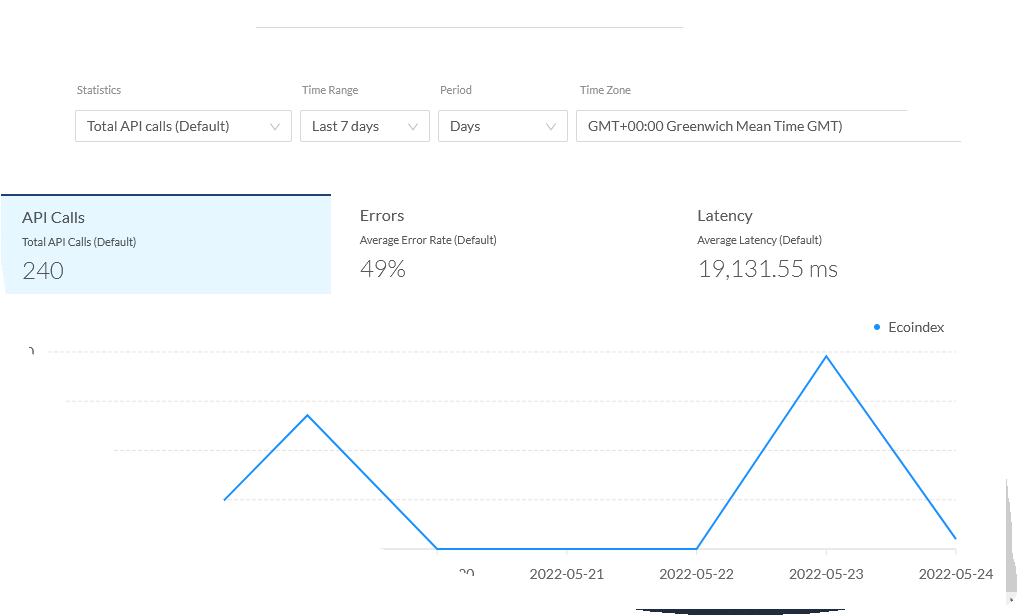 Statistics Time Range Period Time Zone
Total API calls (Default) Last 7 days Days GMT+00:00 Greenwich Mean Time GMT)
API Calls Errors Latency
Total API Calls (Default) Average Error Rate (Default) Average Latency (Default)
240 49% 19,131.55 ms
Ecoindex
2022-05-21 2022-05-22 2022-05-23 2022-05-24